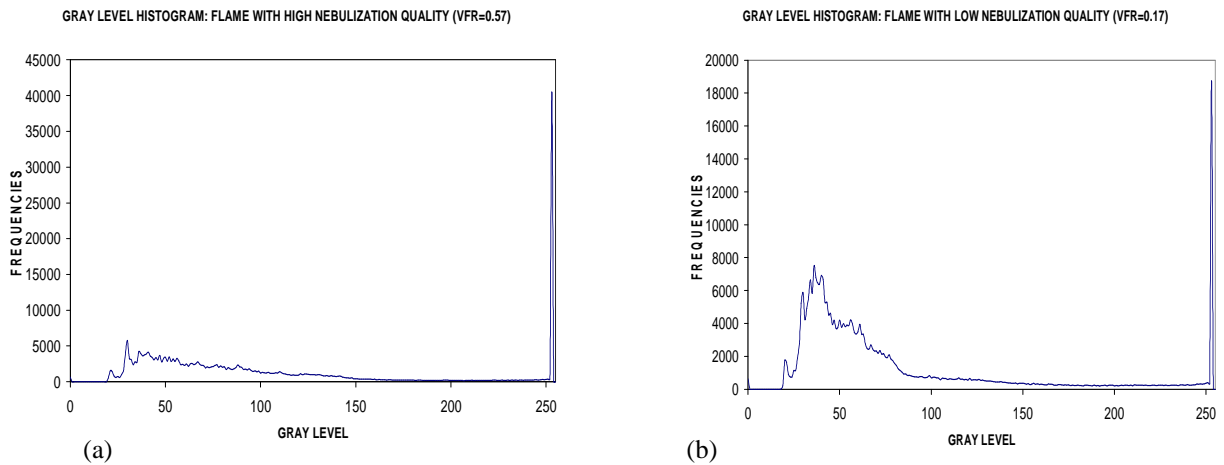 GRAY LEVEL HISTOGRAM: FLAME WITH HIGH NEBULIZATION QUALITY (VFR=0.57)
45000
40000
35000
30000
25000
20000
15000
10000
5000
0
FREQUENCIES
0 50 100 150 200 250
GRAY LEVEL
(a)
GRAY LEVEL HISTOGRAM: FLAME WITH LOW NEBULIZATION QUALITY (VFR=0.17)
20000
18000
16000
14000
12000
10000
8000
6000
4000
2000
0
FREQUENCIES
0 50 100 150 200 250
GRAY LEVEL
(b)